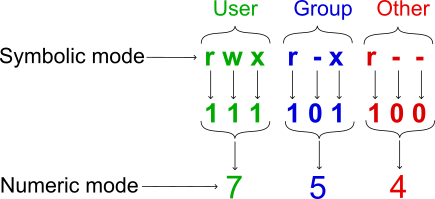 User Group Other
Symbolic mode r w x r - x r - -
1 1 1 1 0 1 1 0 0
Numeric mode 7 5 4